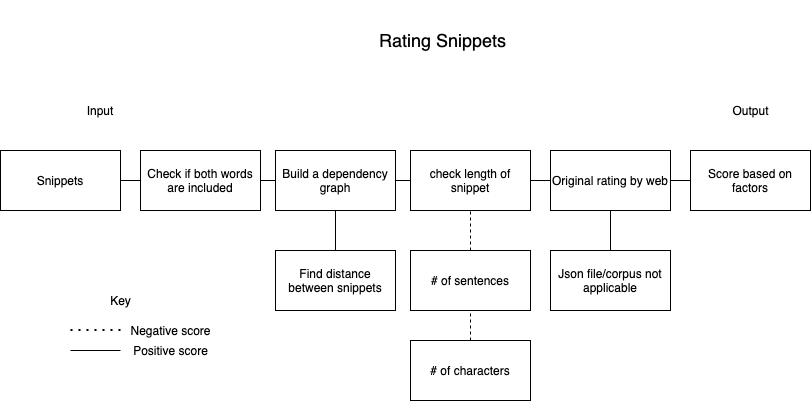 Rating Snippets
Input
Output
Snippets
Check if both words
are included
Build a dependency
graph
check length of
snippet
Original rating by web
Score based on
factors
Find distance
between snippets
# of sentences
Json file/corpus not
applicable
Key
Negative score
Positive score
# of characters